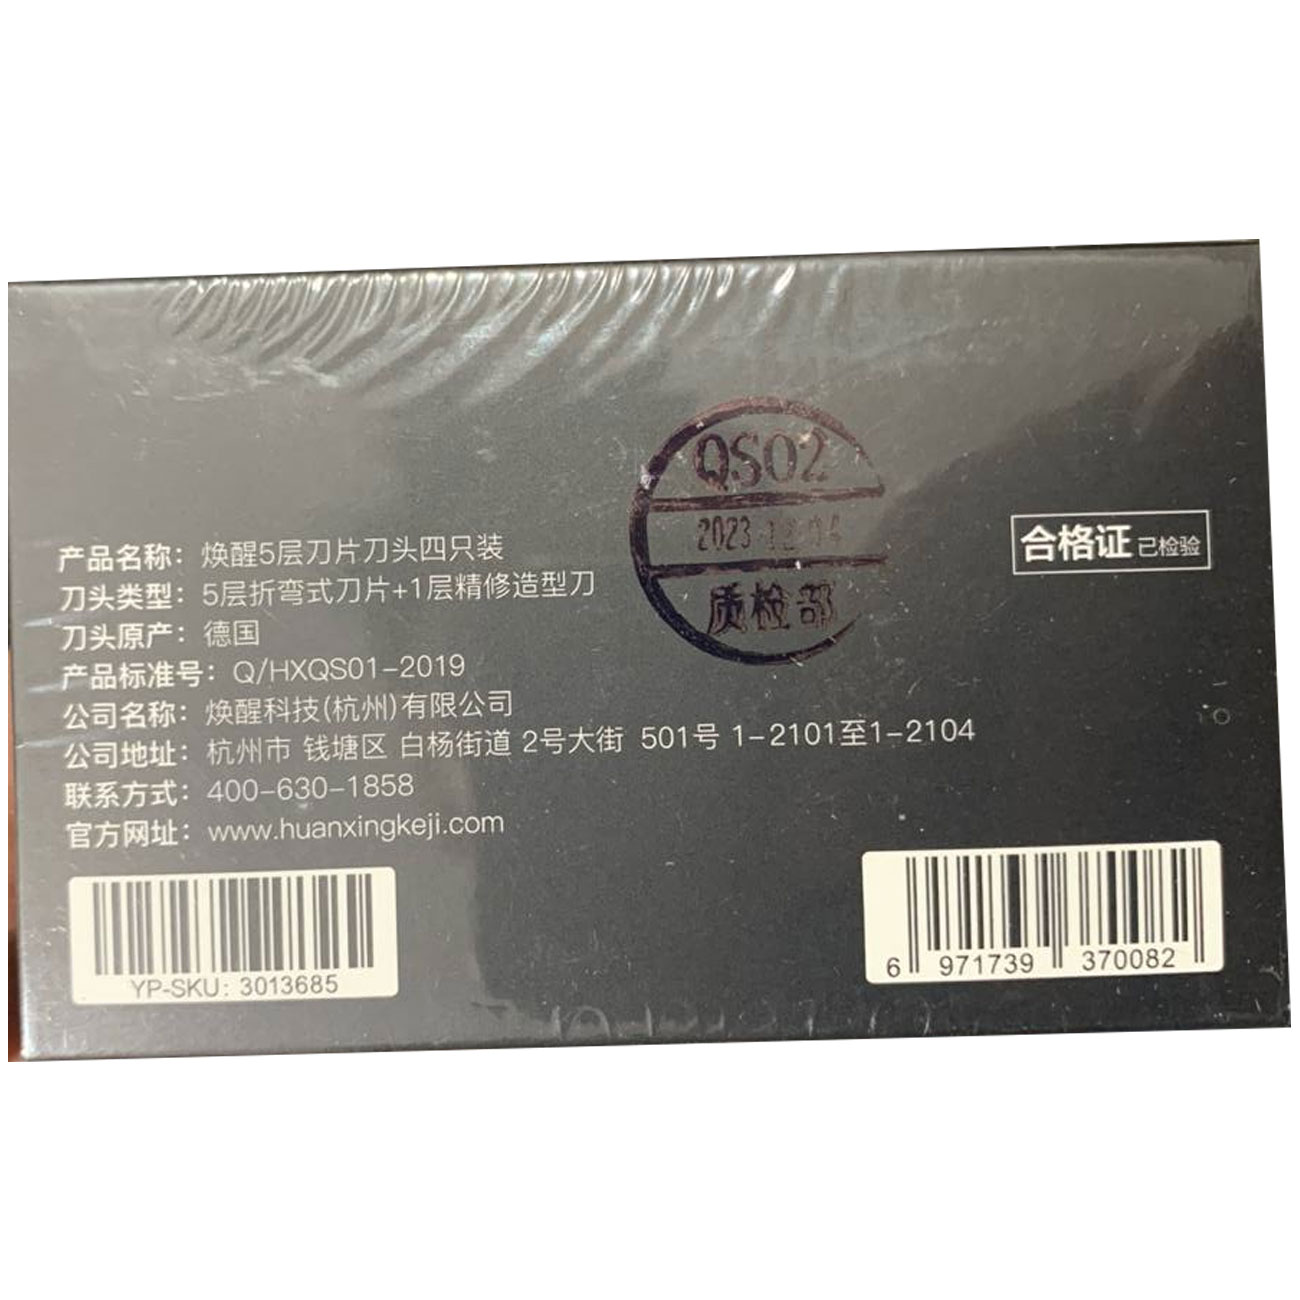 QS02
2023.12.04
质检部
合格证 已检验
产品名称：焕醒5层刀片刀头四只装
刀头类型：5层折弯式刀片+1层精修造型刀
刀头原产：德国
产品标准号：Q/HXQS01-2019
公司名称：焕醒科技(杭州)有限公司
公司地址：杭州市 钱塘区 白杨街道 2号大街 501号 1-2101至1-2104
联系方式：400-630-1858
官方网址：www.huanxingkeji.com
YP-SKU: 3013685
6 971739 370082